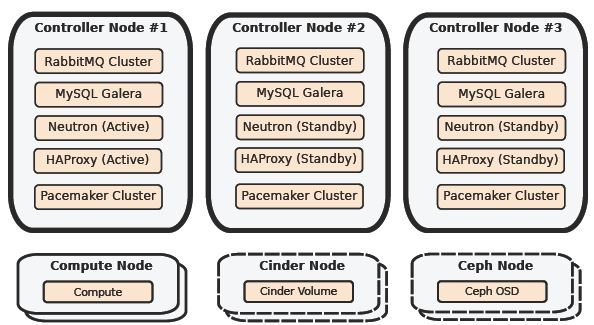 Controller Node #1
RabbitMQ Cluster
MySQL Galera
Neutron (Active)
HAProxy (Active)
Pacemaker Cluster
Controller Node #2
RabbitMQ Cluster
MySQL Galera
Neutron (Standby)
HAProxy (Standby)
Pacemaker Cluster
Controller Node #3
RabbitMQ Cluster
MySQL Galera
Neutron (Standby)
HAProxy (Standby)
Pacemaker Cluster
Compute Node
Compute
Cinder Node
Cinder Volume
Ceph Node
Ceph OSD